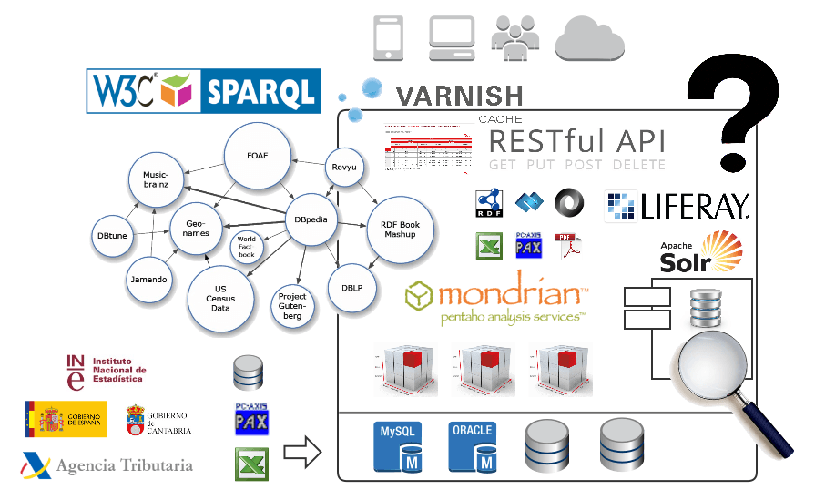 W3C® SPARQL
VARNISH
CACHE
RESTful API
GET PUT POST DELETE
FOAF
Revyu
Music-
brainz
DBpedia
Geo-
names
RDF Book
Mashup
DBtune
World
Fact
book
Jamendo
US
Census
Data
Project
Guten-
berg
DBLP
RDF
LIFERAY.
PC-AXIS
PAX
PDF
Apache
Solr
?
mondrian™
pentaho analysis services™
INe
Instituto
Nacional de
Estadística
GOBIERNO
DE ESPAÑA
GOBIERNO
de
CANTABRIA
PC-AXIS
PAX
Agencia Tributaria
MySQL
M
ORACLE
M